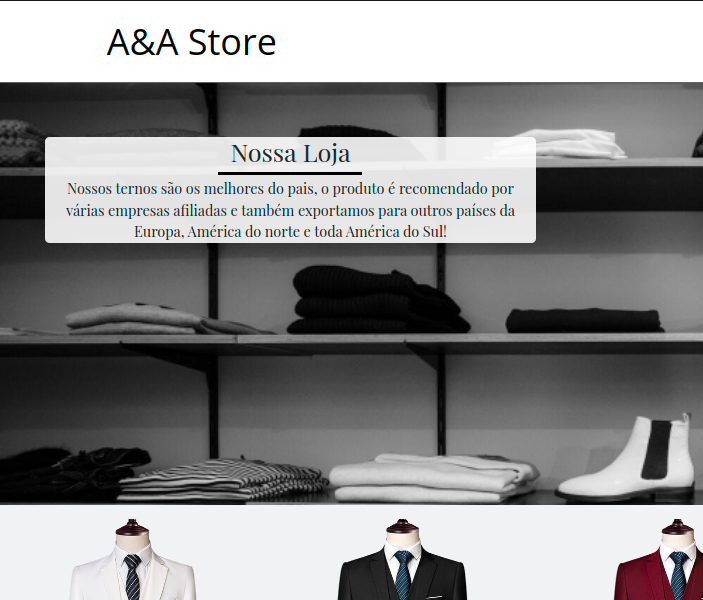 A&A Store
Nossa Loja
Nossos ternos são os melhores do pais, o produto é recomendado por
várias empresas afiliadas e também exportamos para outros países da
Europa, América do norte e toda América do Sul!